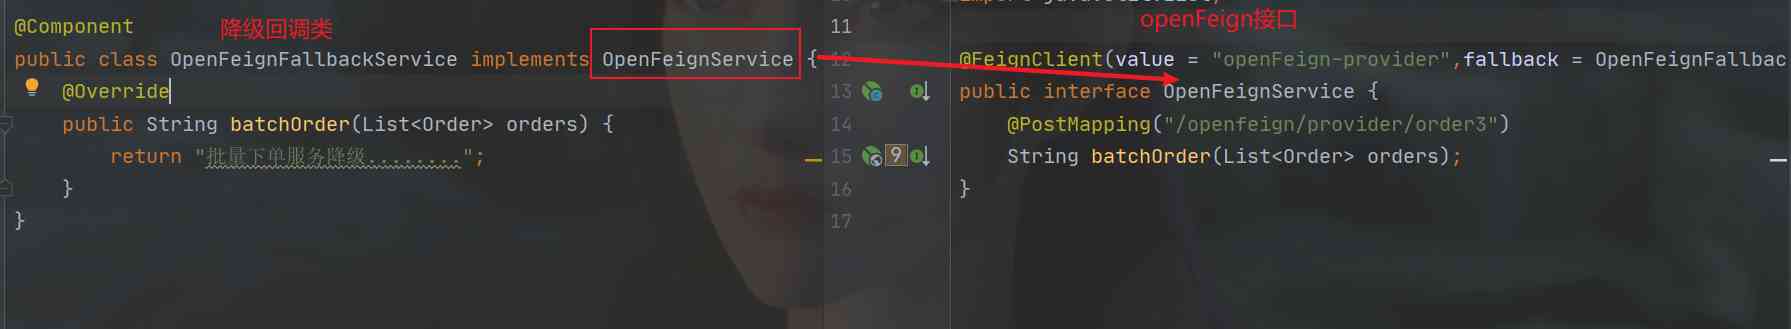 降级回调类
@Component
public class OpenFeignFallbackService implements OpenFeignService {
@Override
public String batchOrder(List<Order> orders) {
return "批量下单服务降级........";
}
}
openFeign接口
11
12 @FeignClient(value = "openFeign-provider",fallback = OpenFeignFallbac
13 public interface OpenFeignService {
14 @PostMapping("/openfeign/provider/order3")
15 9 String batchOrder(List<Order> orders);
16 }
17